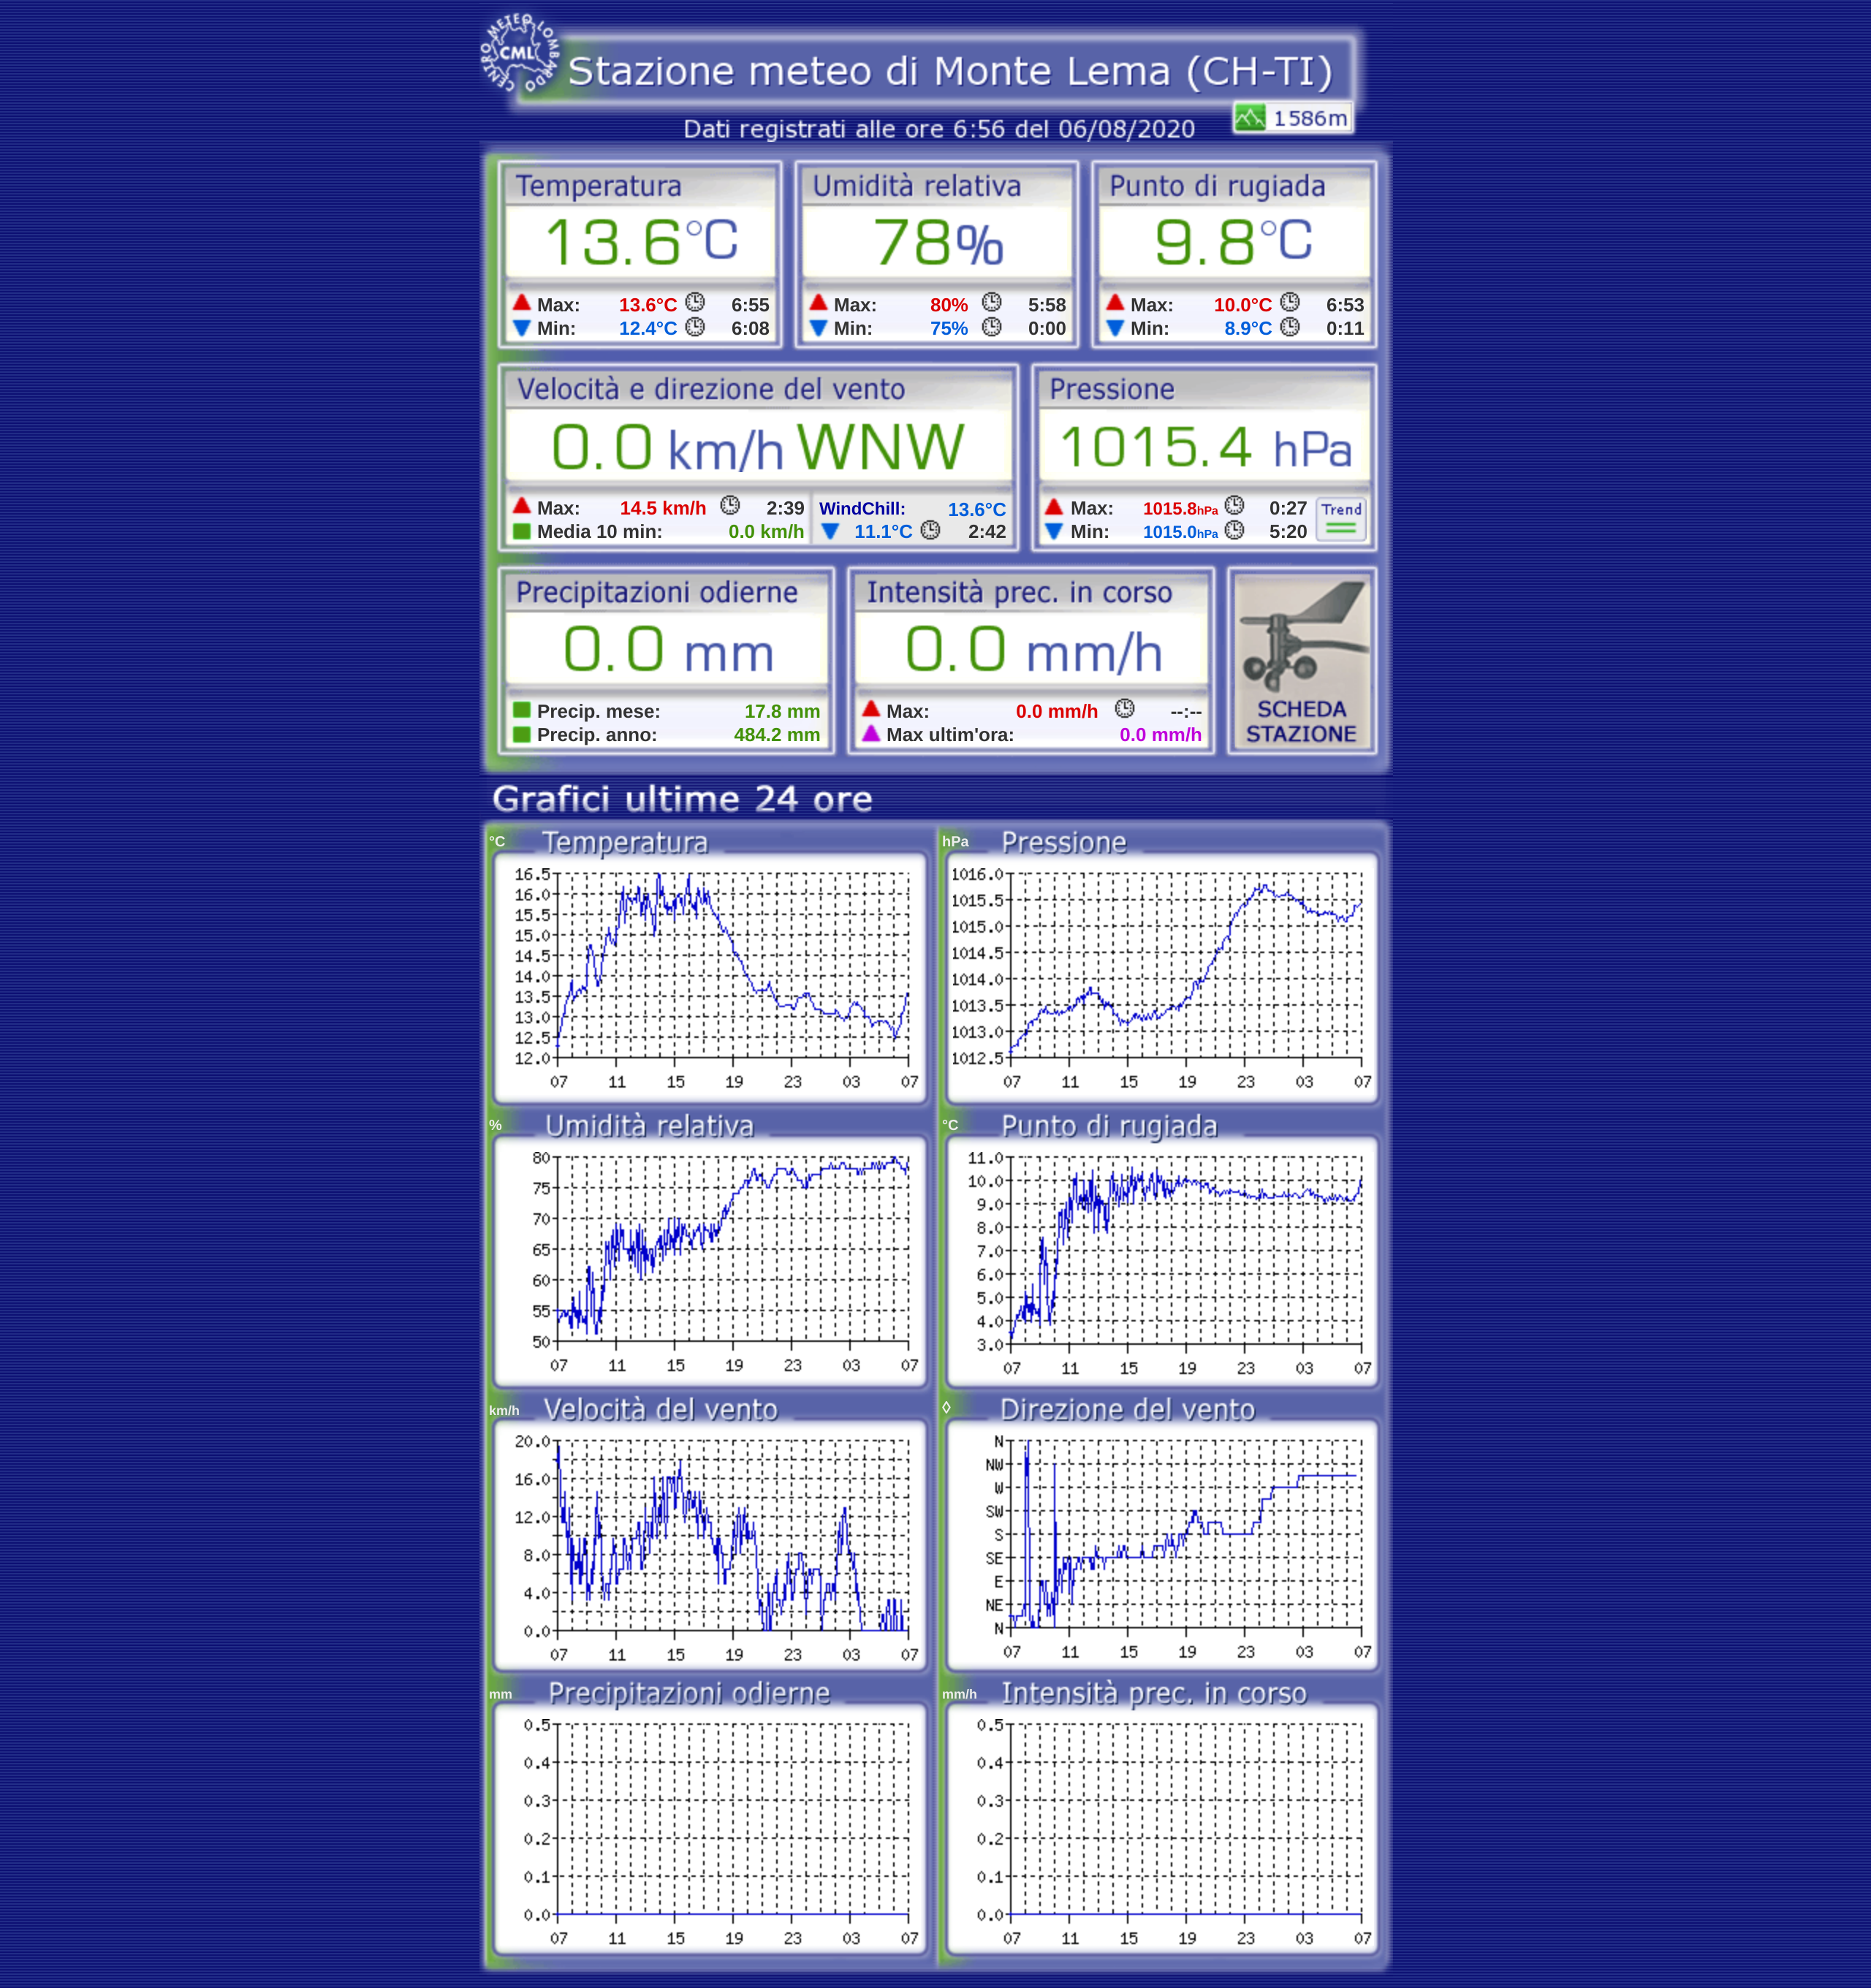 CENTRO METEO LOMBARDO
CML
Stazione meteo di Monte Lema (CH-TI)
1586m
Dati registrati alle ore 6:56 del 06/08/2020
Temperatura
13.6°C
Max: 13.6°C 6:55
Min: 12.4°C 6:08
Umidità relativa
78%
Max: 80% 5:58
Min: 75% 0:00
Punto di rugiada
9.8°C
Max: 10.0°C 6:53
Min: 8.9°C 0:11
Velocità e direzione del vento
0.0 km/h WNW
Max: 14.5 km/h 2:39
Media 10 min: 0.0 km/h
WindChill: 13.6°C
11.1°C 2:42
Pressione
1015.4 hPa
Max: 1015.8hPa 0:27
Min: 1015.0hPa 5:20
Trend
Precipitazioni odierne
0.0 mm
Precip. mese: 17.8 mm
Precip. anno: 484.2 mm
Intensità prec. in corso
0.0 mm/h
Max: 0.0 mm/h --:--
Max ultim'ora: 0.0 mm/h
SCHEDA
STAZIONE
Grafici ultime 24 ore
°C Temperatura
16.5
16.0
15.5
15.0
14.5
14.0
13.5
13.0
12.5
12.0
07 11 15 19 23 03 07
hPa Pressione
1016.0
1015.5
1015.0
1014.5
1014.0
1013.5
1013.0
1012.5
07 11 15 19 23 03 07
% Umidità relativa
80
75
70
65
60
55
50
07 11 15 19 23 03 07
°C Punto di rugiada
11.0
10.0
9.0
8.0
7.0
6.0
5.0
4.0
3.0
07 11 15 19 23 03 07
km/h Velocità del vento
20.0
16.0
12.0
8.0
4.0
0.0
07 11 15 19 23 03 07
◊ Direzione del vento
N
NW
W
SW
S
SE
E
NE
N
07 11 15 19 23 03 07
mm Precipitazioni odierne
0.5
0.4
0.3
0.2
0.1
0.0
07 11 15 19 23 03 07
mm/h Intensità prec. in corso
0.5
0.4
0.3
0.2
0.1
0.0
07 11 15 19 23 03 07